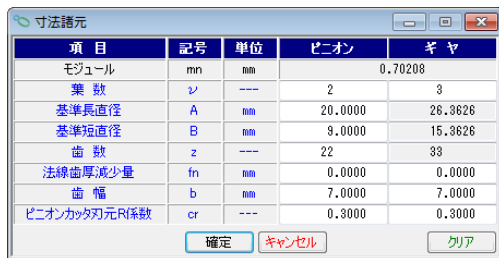 寸法諸元
項 目 記号 単位 ピニオン ギ ヤ
モジュール mn mm 0.70208
葉 数 ν --- 2 3
基準長直径 A mm 20.0000 26.3626
基準短直径 B mm 9.0000 15.3626
歯 数 z --- 22 33
法線歯厚減少量 fn mm 0.0000 0.0000
歯 幅 b mm 7.0000 7.0000
ピニオンカッタ刃元R係数 cr --- 0.3000 0.3000
確定 キャンセル クリア